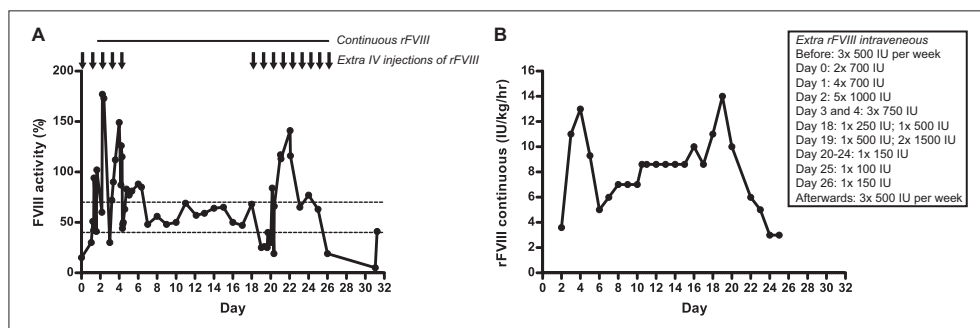 A
Continuous rFVIII
Extra IV injections of rFVIII
200
150
100
50
0
FVIII activity (%)
0 2 4 6 8 10 12 14 16 18 20 22 24 26 28 30 32
Day
B
16
14
12
10
8
6
4
2
0
rFVIII continuous (IU/kg/hr)
0 2 4 6 8 10 12 14 16 18 20 22 24 26 28 30 32
Day
Extra rFVIII intraveneous
Before: 3x 500 IU per week
Day 0: 2x 700 IU
Day 1: 4x 700 IU
Day 2: 5x 1000 IU
Day 3 and 4: 3x 750 IU
Day 18: 1x 250 IU; 1x 500 IU
Day 19: 1x 500 IU; 2x 1500 IU
Day 20-24: 1x 150 IU
Day 25: 1x 100 IU
Day 26: 1x 150 IU
Afterwards: 3x 500 IU per week